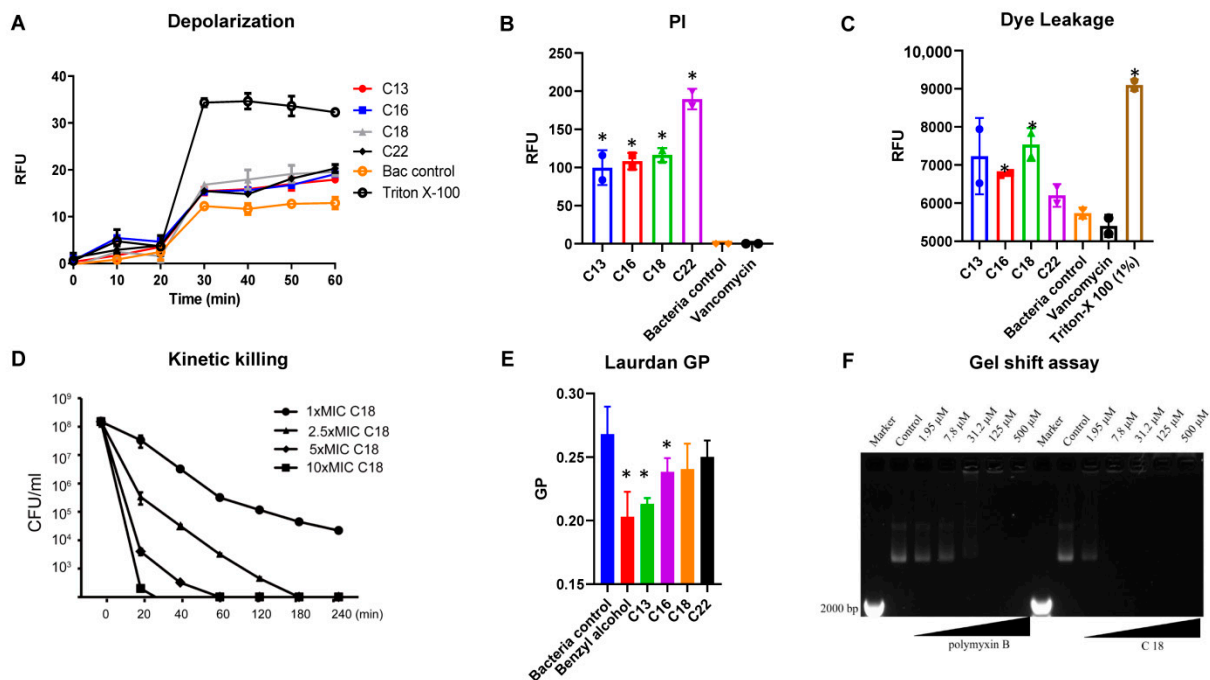 A
Depolarization
RFU
40
30
20
10
0
0 10 20 30 40 50 60
Time (min)
C13
C16
C18
C22
Bac control
Triton X-100
B
PI
RFU
250
200
150
100
50
0
* * * *
C13
C16
C18
C22
Bacteria control
Vancomycin
C
Dye Leakage
RFU
10,000
9000
8000
7000
6000
5000
* * *
C13
C16
C18
C22
Bacteria control
Vancomycin
Triton-X 100 (1%)
D
Kinetic killing
CFU/ml
10⁹
10⁸
10⁷
10⁶
10⁵
10⁴
10³
0 20 40 60 120 180 240 (min)
1xMIC C18
2.5xMIC C18
5xMIC C18
10xMIC C18
E
Laurdan GP
GP
0.30
0.25
0.20
0.15
* * *
Bacteria control
Benzyl alcohol
C13
C16
C18
C22
F
Gel shift assay
Marker
Control
1.95 µM
7.8 µM
31.2 µM
125 µM
500 µM
Marker
Control
1.95 µM
7.8 µM
31.2 µM
125 µM
500 µM
2000 bp
polymyxin B
C 18